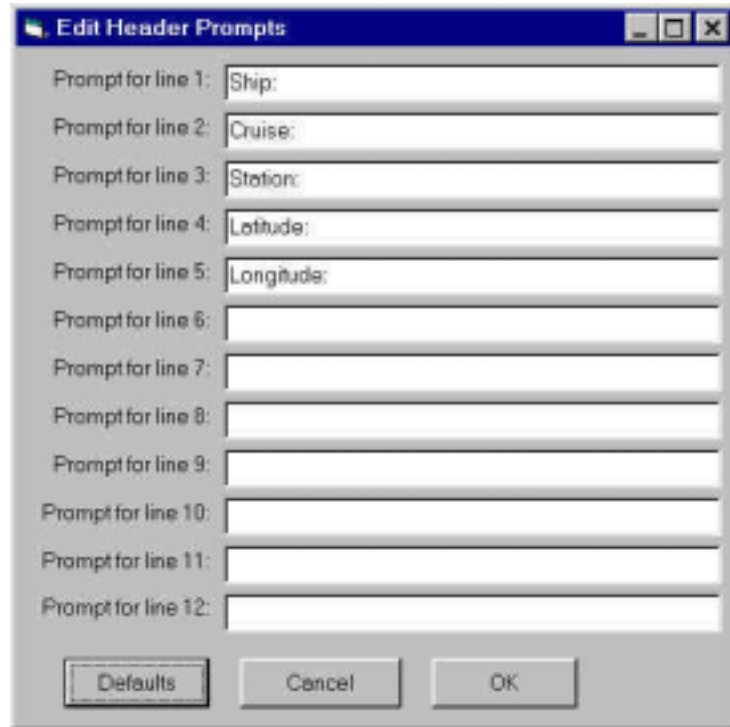 Edit Header Prompts
Prompt for line 1: Ship:
Prompt for line 2: Cruise:
Prompt for line 3: Station:
Prompt for line 4: Latitude:
Prompt for line 5: Longitude:
Prompt for line 6:
Prompt for line 7:
Prompt for line 8:
Prompt for line 9:
Prompt for line 10:
Prompt for line 11:
Prompt for line 12:
Defaults Cancel OK